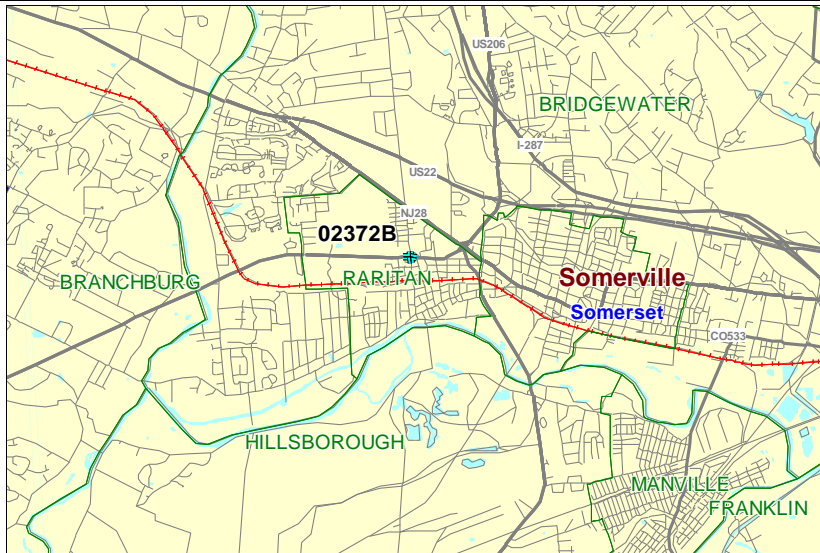 US206
BRIDGEWATER
I-287
US22
NJ28
02372B
BRANCHBURG
RARITAN
Somerville
Somerset
CO533
HILLSBOROUGH
MANVILLE
FRANKLIN